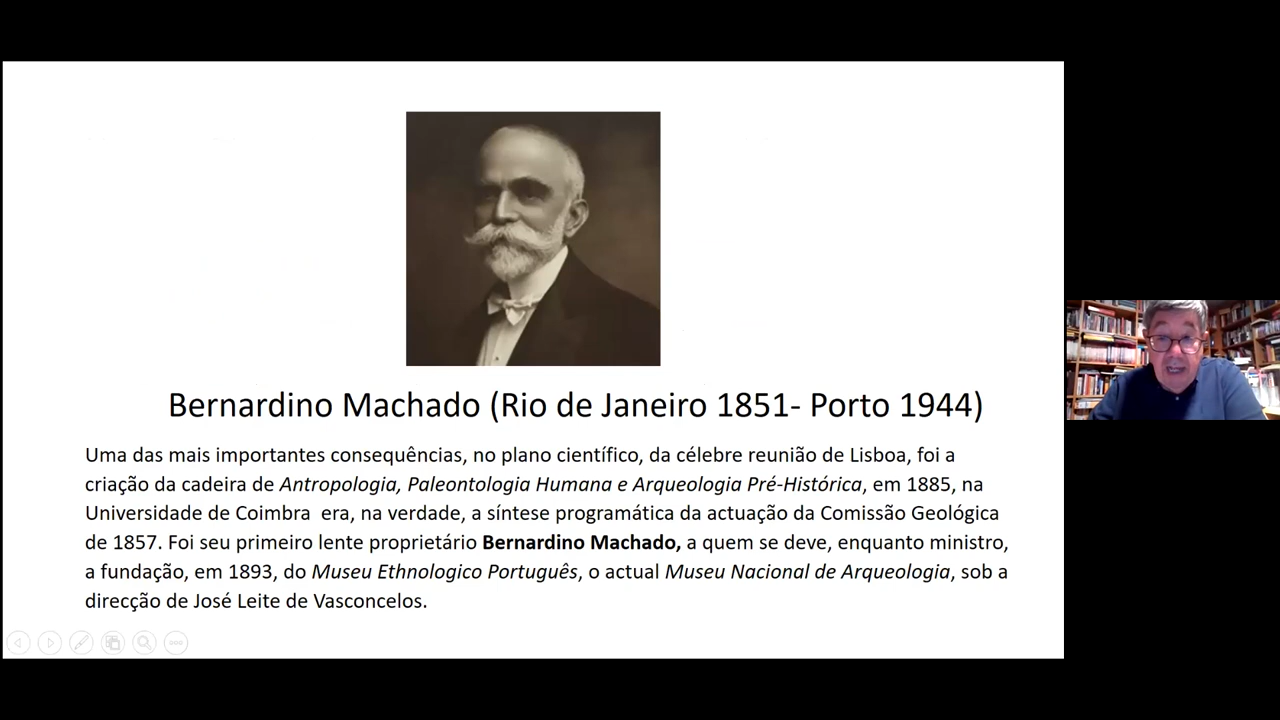 Bernardino Machado (Rio de Janeiro 1851- Porto 1944)
Uma das mais importantes consequências, no plano científico, da célebre reunião de Lisboa, foi a
criação da cadeira de Antropologia, Paleontologia Humana e Arqueologia Pré-Histórica, em 1885, na
Universidade de Coimbra era, na verdade, a síntese programática da actuação da Comissão Geológica
de 1857. Foi seu primeiro lente proprietário Bernardino Machado, a quem se deve, enquanto ministro,
a fundação, em 1893, do Museu Ethnologico Português, o actual Museu Nacional de Arqueologia, sob a
direcção de José Leite de Vasconcelos.